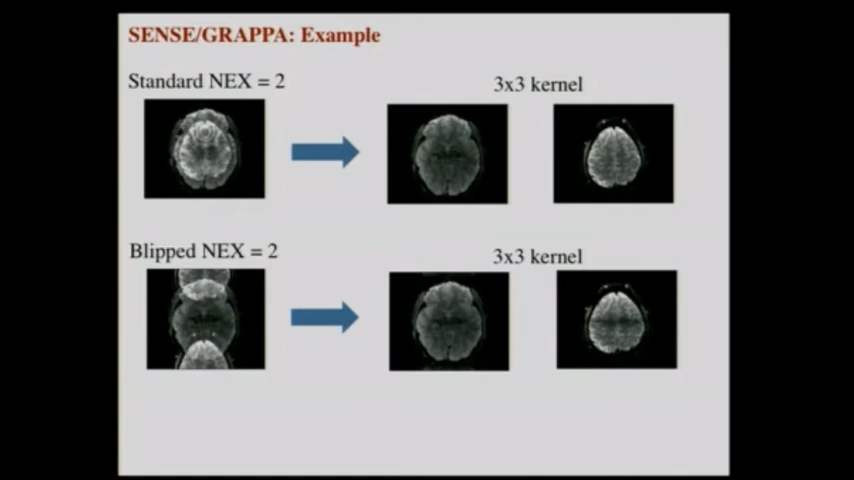 SENSE/GRAPPA: Example
Standard NEX = 2
3x3 kernel
Blipped NEX = 2
3x3 kernel